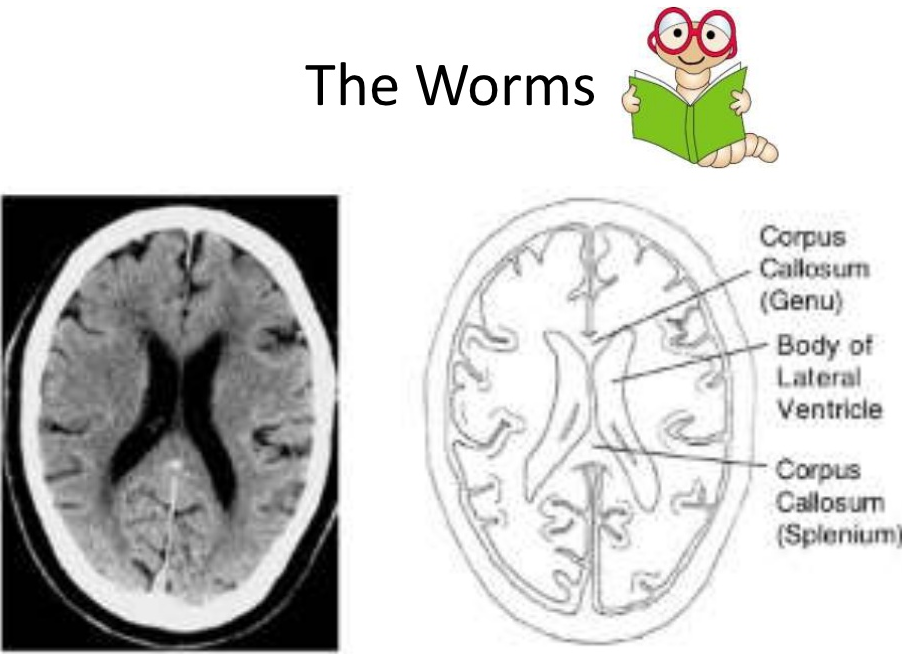 The Worms
Corpus
Callosum
(Genu)
Body of
Lateral
Ventricle
Corpus
Callosum
(Splenium)